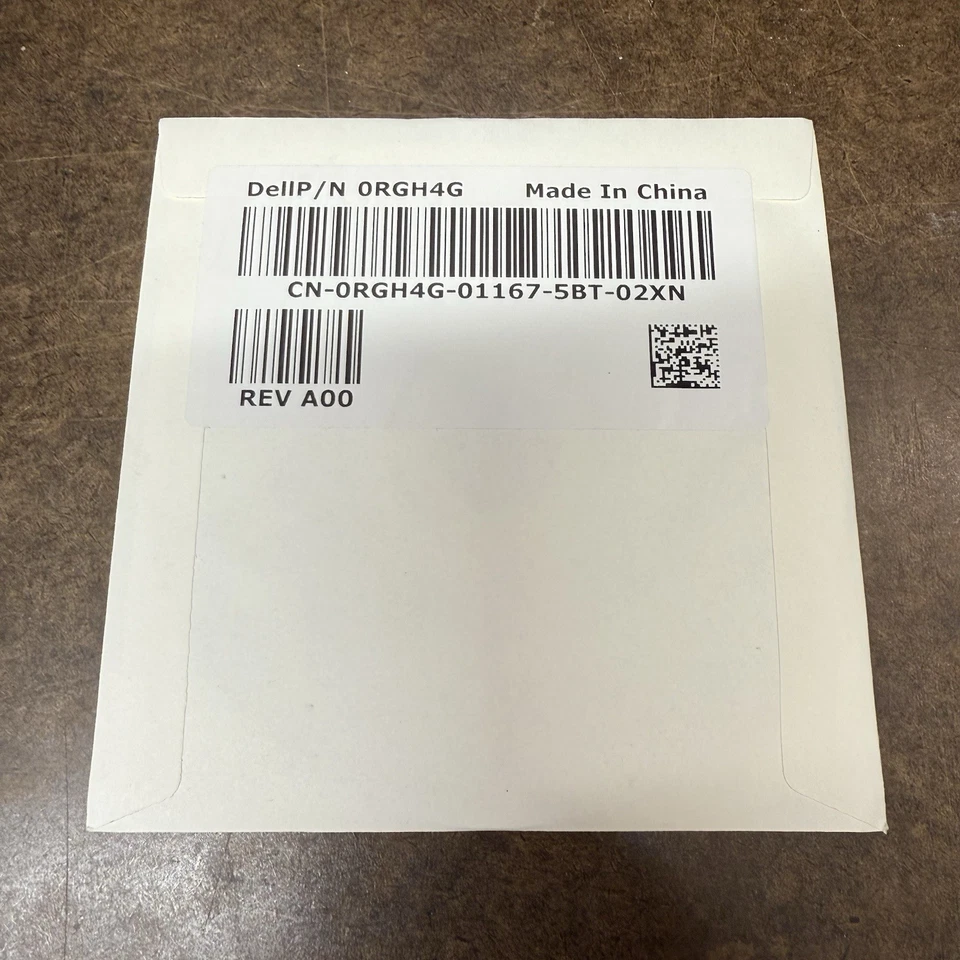 DellP/N 0RGH4G Made In China
CN-0RGH4G-01167-5BT-02XN
REV A00